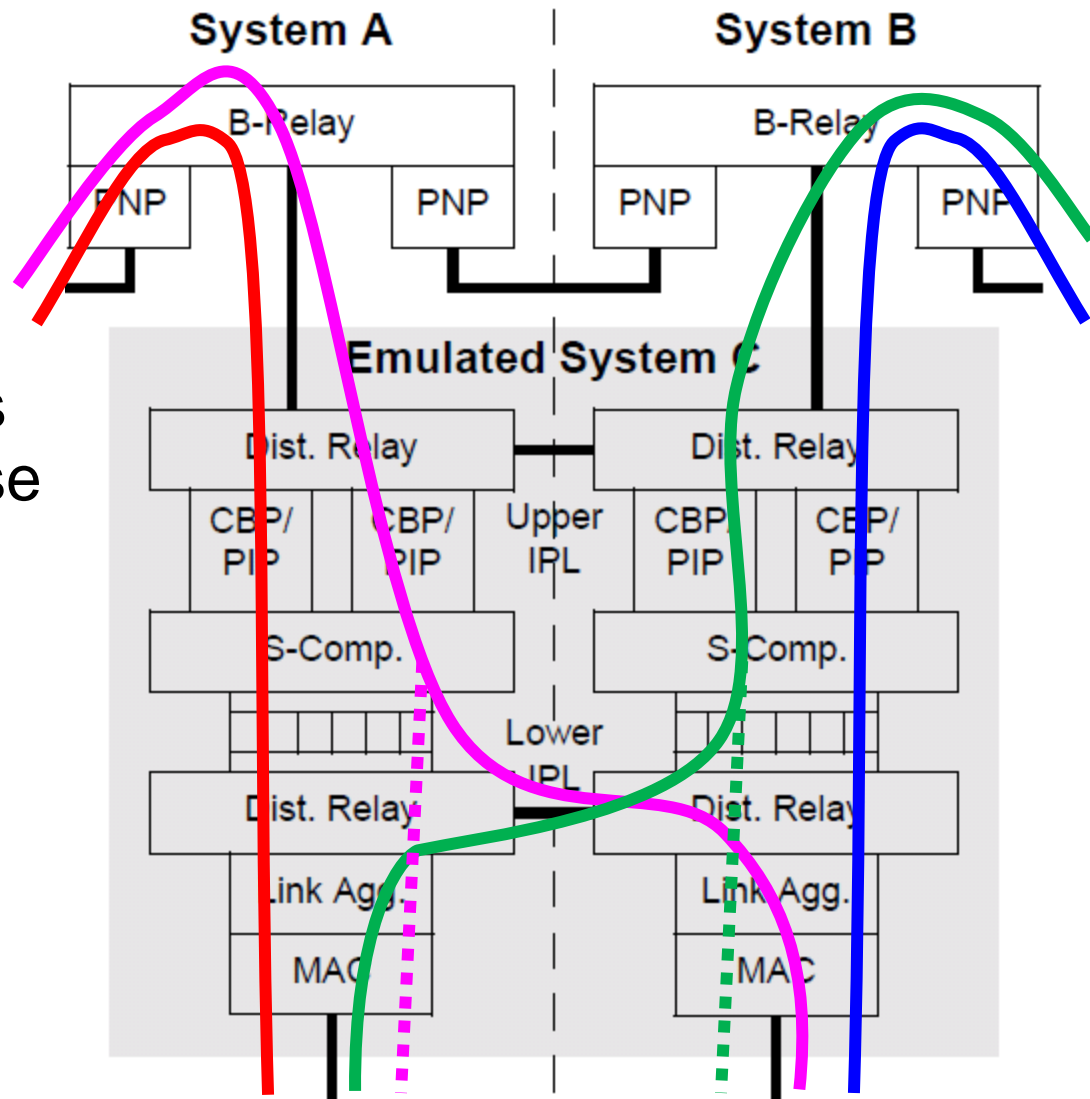 System A System B
B-Relay B-Relay
PNP PNP PNP PNP
Emulated System C
s
se
Dist. Relay Dist. Relay
CBP/ CBP/ Upper CBP/ CBP/
PIP PIP IPL PIP PIP
S-Comp. S-Comp.
Lower
IPL
Dist. Relay Dist. Relay
Link Agg. Link Agg.
MAC MAC